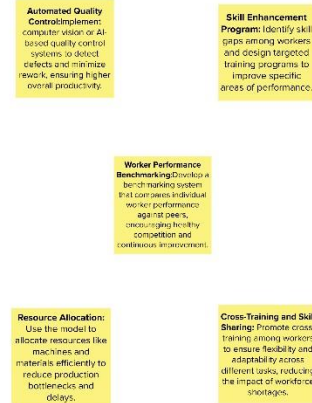 Automated Quality
Control:Implement:
computer vision or AI-
based quality control
systems to detect
defects and minimize
rework, ensuring higher
overall productivity.
Skill Enhancement
Program: Identify skill
gaps among workers
and design targeted
training programs to
improve specific
areas of performance.
Worker Performance
Benchmarking:Develop a
benchmarking system
that compares individual
worker performance
against peers,
encouraging healthy
competition and
continuous improvement.
Resource Allocation:
Use the model to
allocate resources like
machines and
materials efficiently to
reduce production
bottlenecks and
delays.
Cross-Training and Skill
Sharing: Promote cross-
training among workers
to ensure flexibility and
adaptability across
different tasks, reducing
the impact of workforce
shortages.